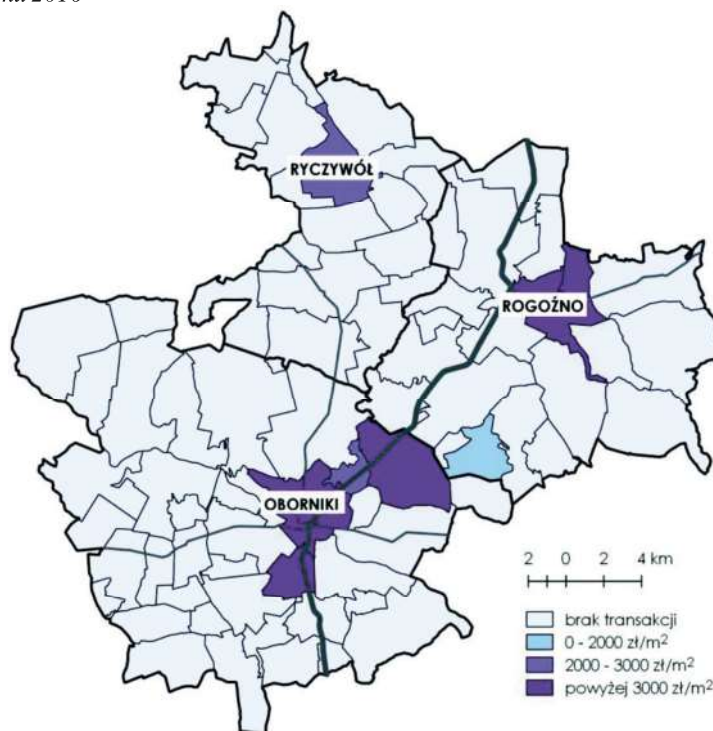 RYCZYWÓŁ
ROGOŹNO
OBORNIKI
2 0 2 4 km
brak transakcji
0 - 2000 zł/m²
2000 - 3000 zł/m²
powyżej 3000 zł/m²